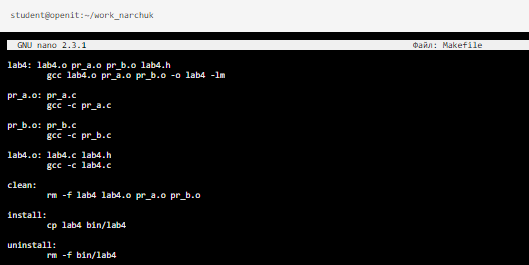 student@openit:~/work_narchuk
GNU nano 2.3.1 Файл: Makefile
lab4: lab4.o pr_a.o pr_b.o lab4.h
gcc lab4.o pr_a.o pr_b.o -o lab4 -lm
pr_a.o: pr_a.c
gcc -c pr_a.c
pr_b.o: pr_b.c
gcc -c pr_b.c
lab4.o: lab4.c lab4.h
gcc -c lab4.c
clean:
rm -f lab4 lab4.o pr_a.o pr_b.o
install:
cp lab4 bin/lab4
uninstall:
rm -f bin/lab4